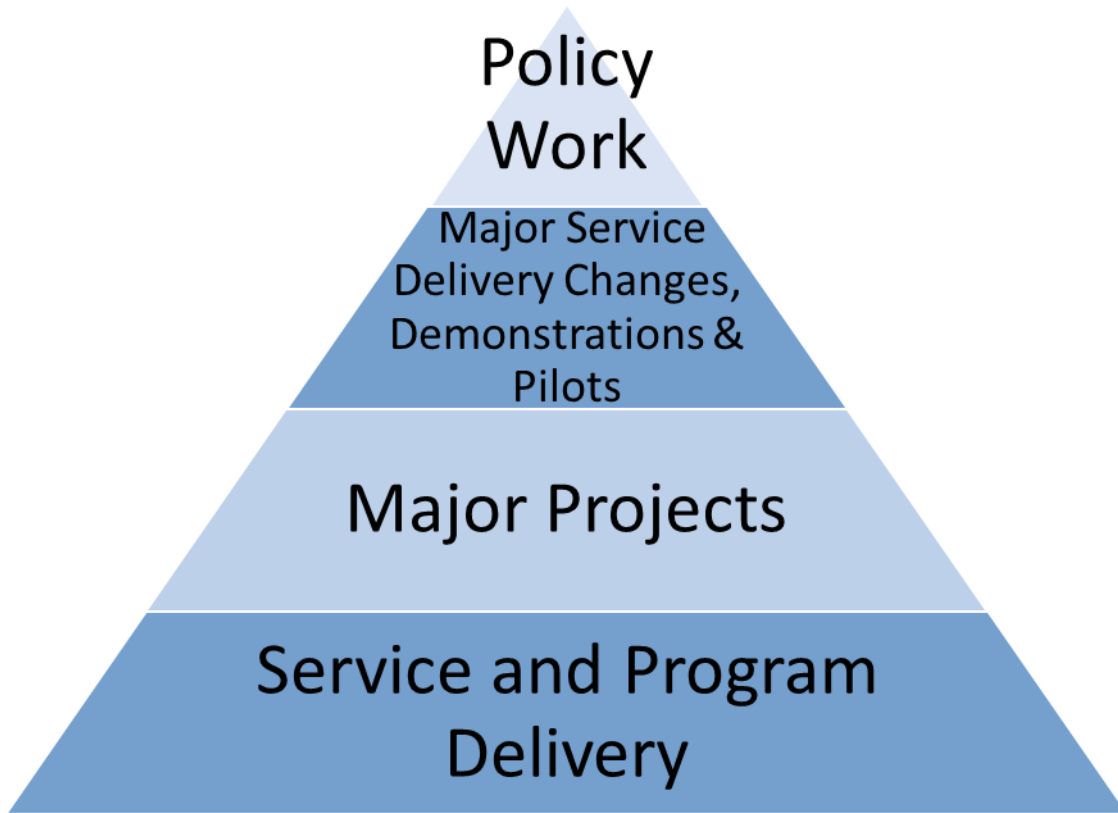 Policy
Work
Major Service
Delivery Changes,
Demonstrations &
Pilots
Major Projects
Service and Program
Delivery